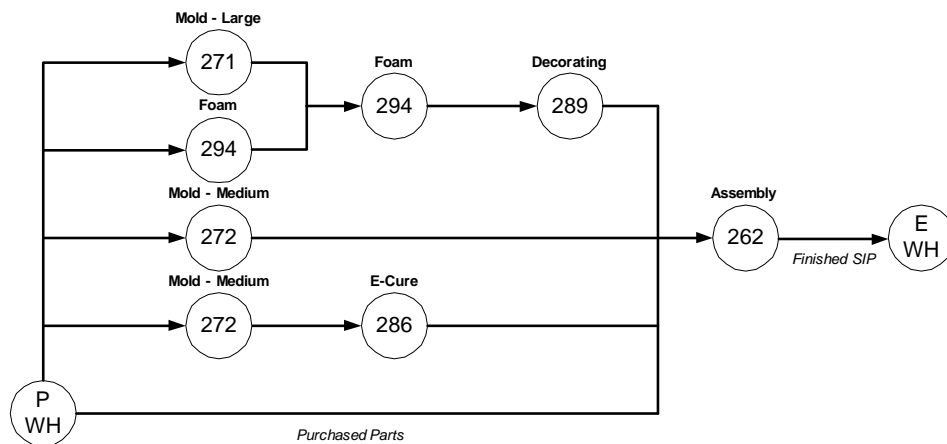 Mold - Large
271
Foam
294
Foam
294
Decorating
289
Mold - Medium
272
Assembly
262
Finished SIP
E
WH
Mold - Medium
272
E-Cure
286
P
WH
Purchased Parts